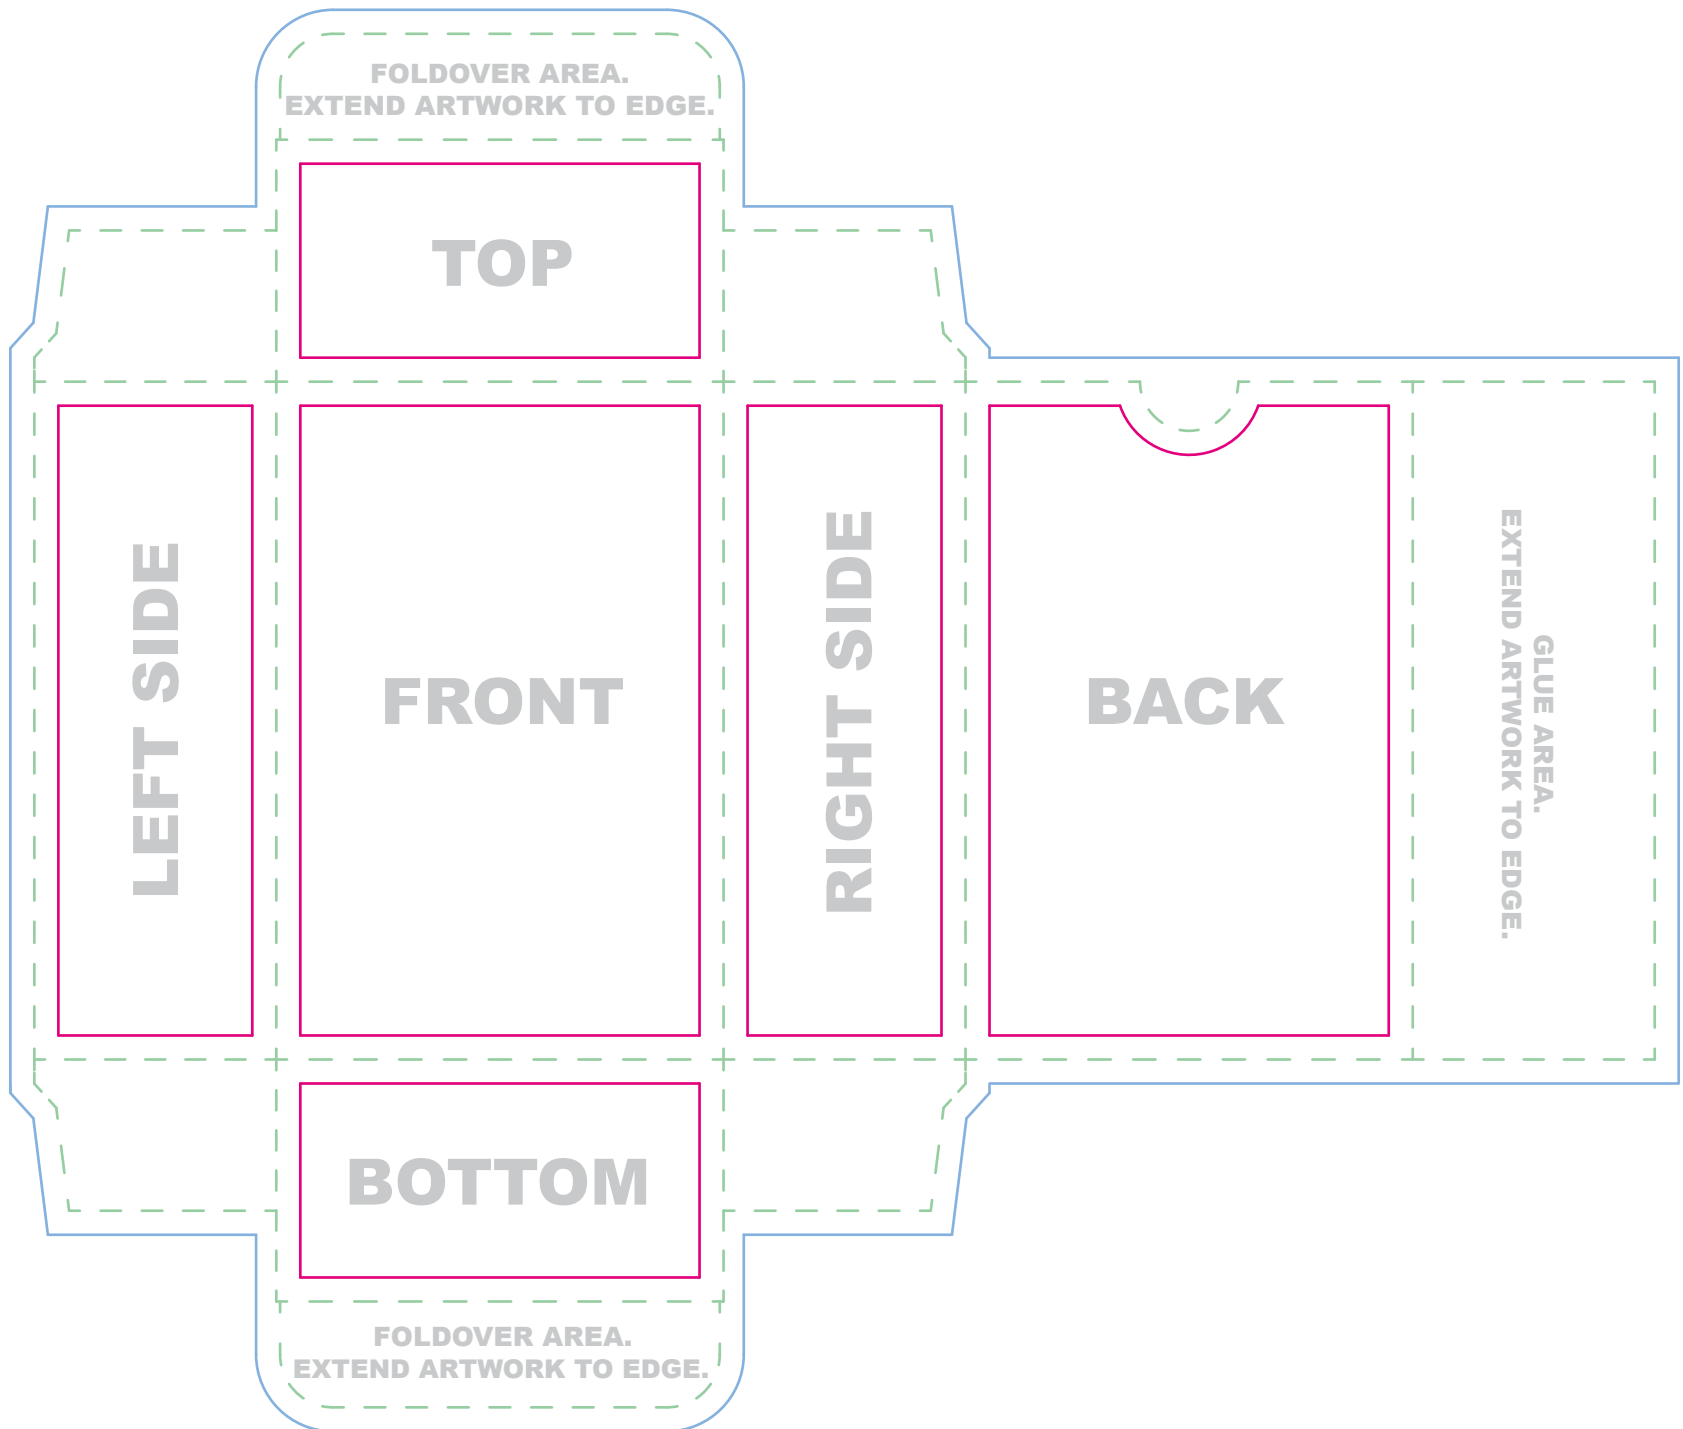 FOLDOVER AREA.
EXTEND ARTWORK TO EDGE.
TOP
LEFT SIDE
FRONT
RIGHT SIDE
BACK
GLUE AREA.
EXTEND ARTWORK TO EDGE.
BOTTOM
FOLDOVER AREA.
EXTEND ARTWORK TO EDGE.